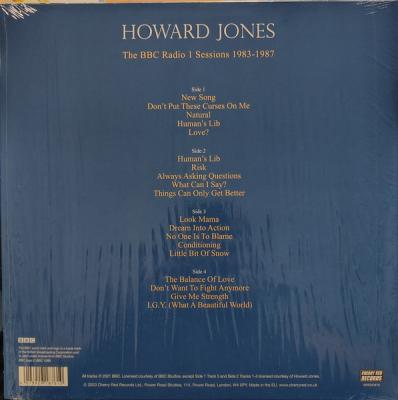 HOWARD JONES
The BBC Radio 1 Sessions 1983-1987
Side 1
New Song
Don't Put These Curses On Me
Natural
Human's Lib
Love?
Side 2
Human's Lib
Risk
Always Asking Questions
What Can I Say?
Things Can Only Get Better
Side 3
Look Mama
Dream Into Action
No One Is To Blame
Conditioning
Little Bit Of Snow
Side 4
The Balance Of Love
Don't Want To Fight Anymore
Give Me Strength
I.G.Y. (What A Beautiful World)
BBC
CHERRY RED
RECORDS